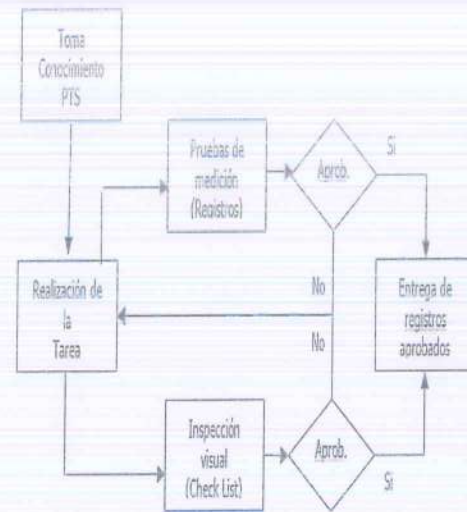 Toma
Conocimiento
PTS
Pruebas de
medición
(Registros)
Aprob.
Si
Realización de
la
Tarea
No
No
Entrega de
registros
aprobados
Inspección
visual
(Check List)
Aprob.
Si